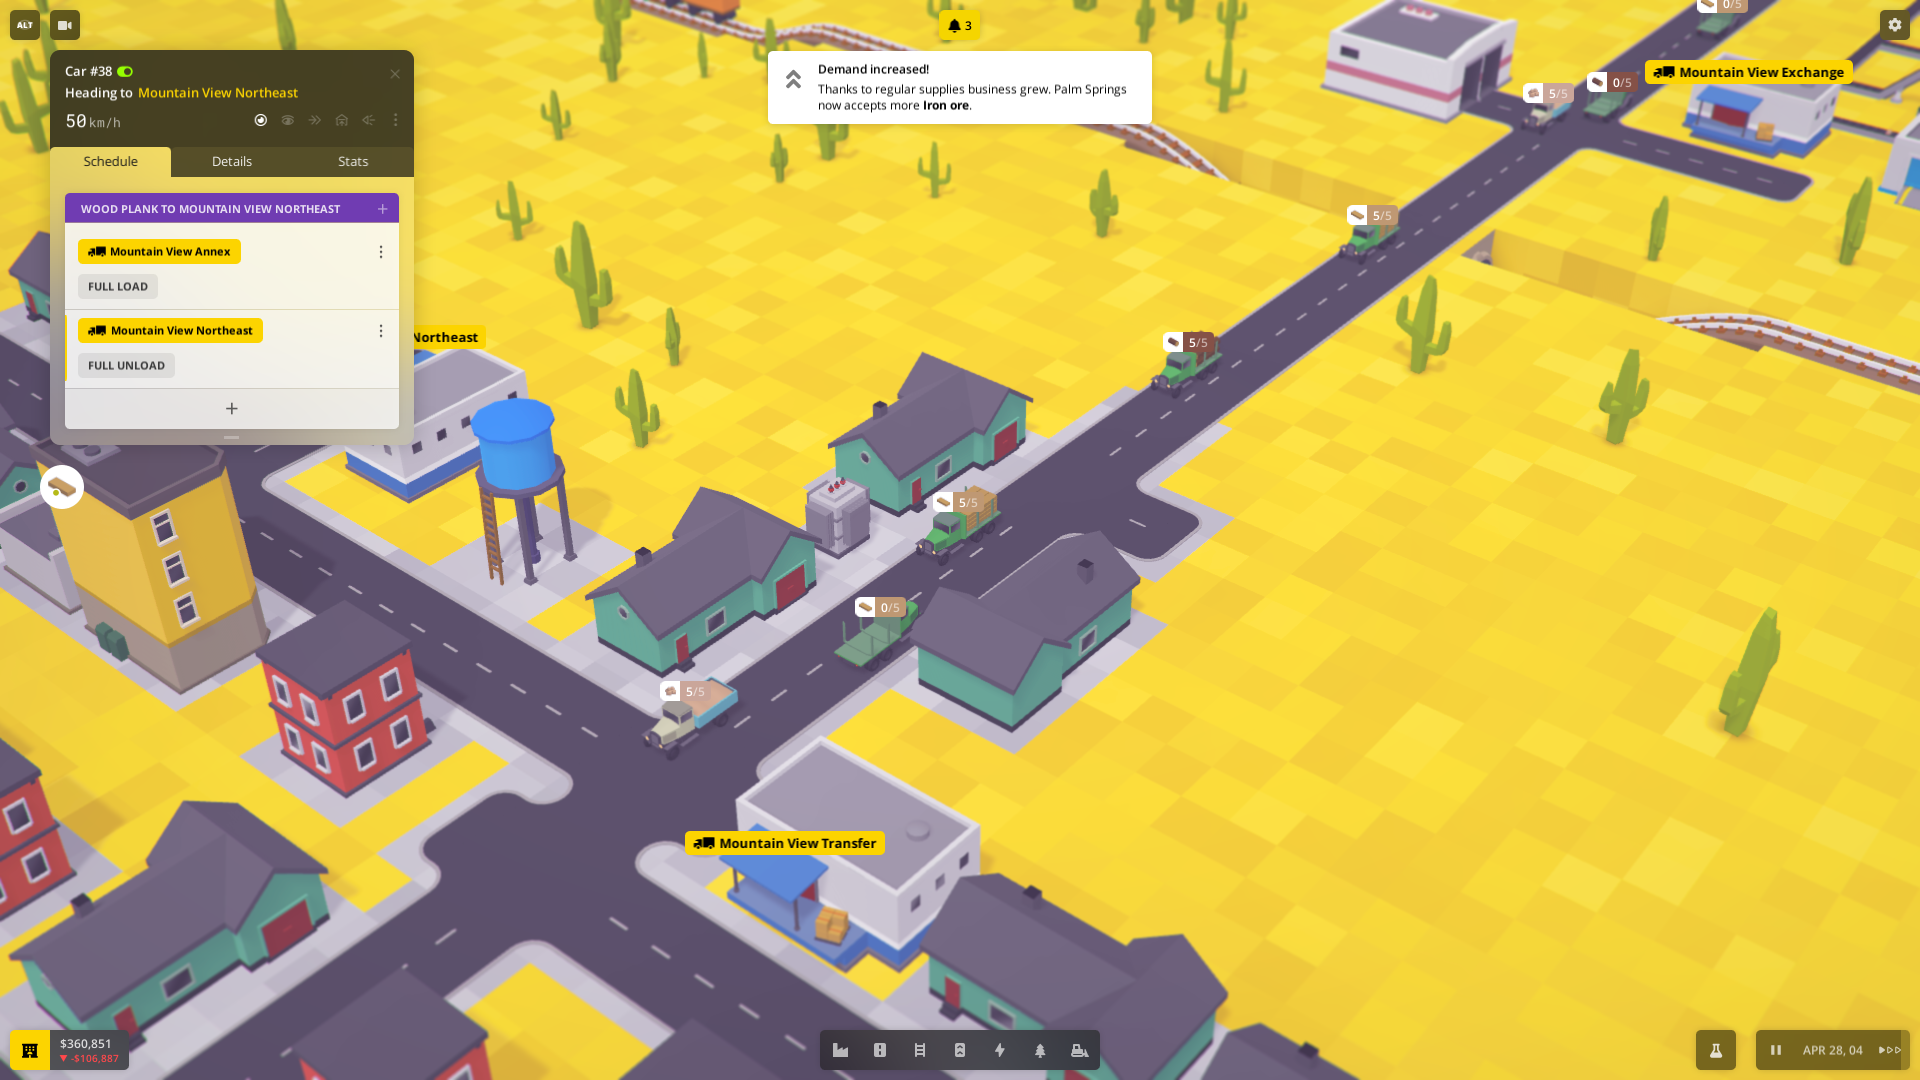 ALT
3
0/5
Car #38
Heading to Mountain View Northeast
50 km/h
Schedule
Details
Stats
WOOD PLANK TO MOUNTAIN VIEW NORTHEAST
Mountain View Annex
FULL LOAD
Mountain View Northeast
FULL UNLOAD
Demand increased!
Thanks to regular supplies business grew. Palm Springs
now accepts more Iron ore.
Mountain View Exchange
0/5
5/5
5/5
Northeast
5/5
5/5
0/5
5/5
Mountain View Transfer
$360,851
-$106,887
APR 28, 04